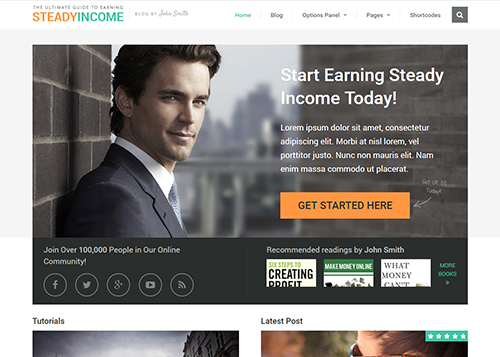 THE ULTIMATE GUIDE TO EARNING
STEADYINCOME
BLOG BY John Smith
Home
Blog
Options Panel
Pages
Shortcodes
Start Earning Steady
Income Today!
Lorem ipsum dolor sit amet, consectetur
adipiscing elit. Morbi at nisl lorem, vel
porttitor justo. Nunc non mauris elit. Nam
enim massa commodo ut placerat.
GET STARTED HERE
Today!
Join Over 100,000 People in Our Online
Community!
Recommended readings by John Smith
SIX STEPS TO
CREATING
PROFIT
MAKE MONEY ONLINE
WHAT
MONEY
CAN'T
MORE
BOOKS
Tutorials
Latest Post